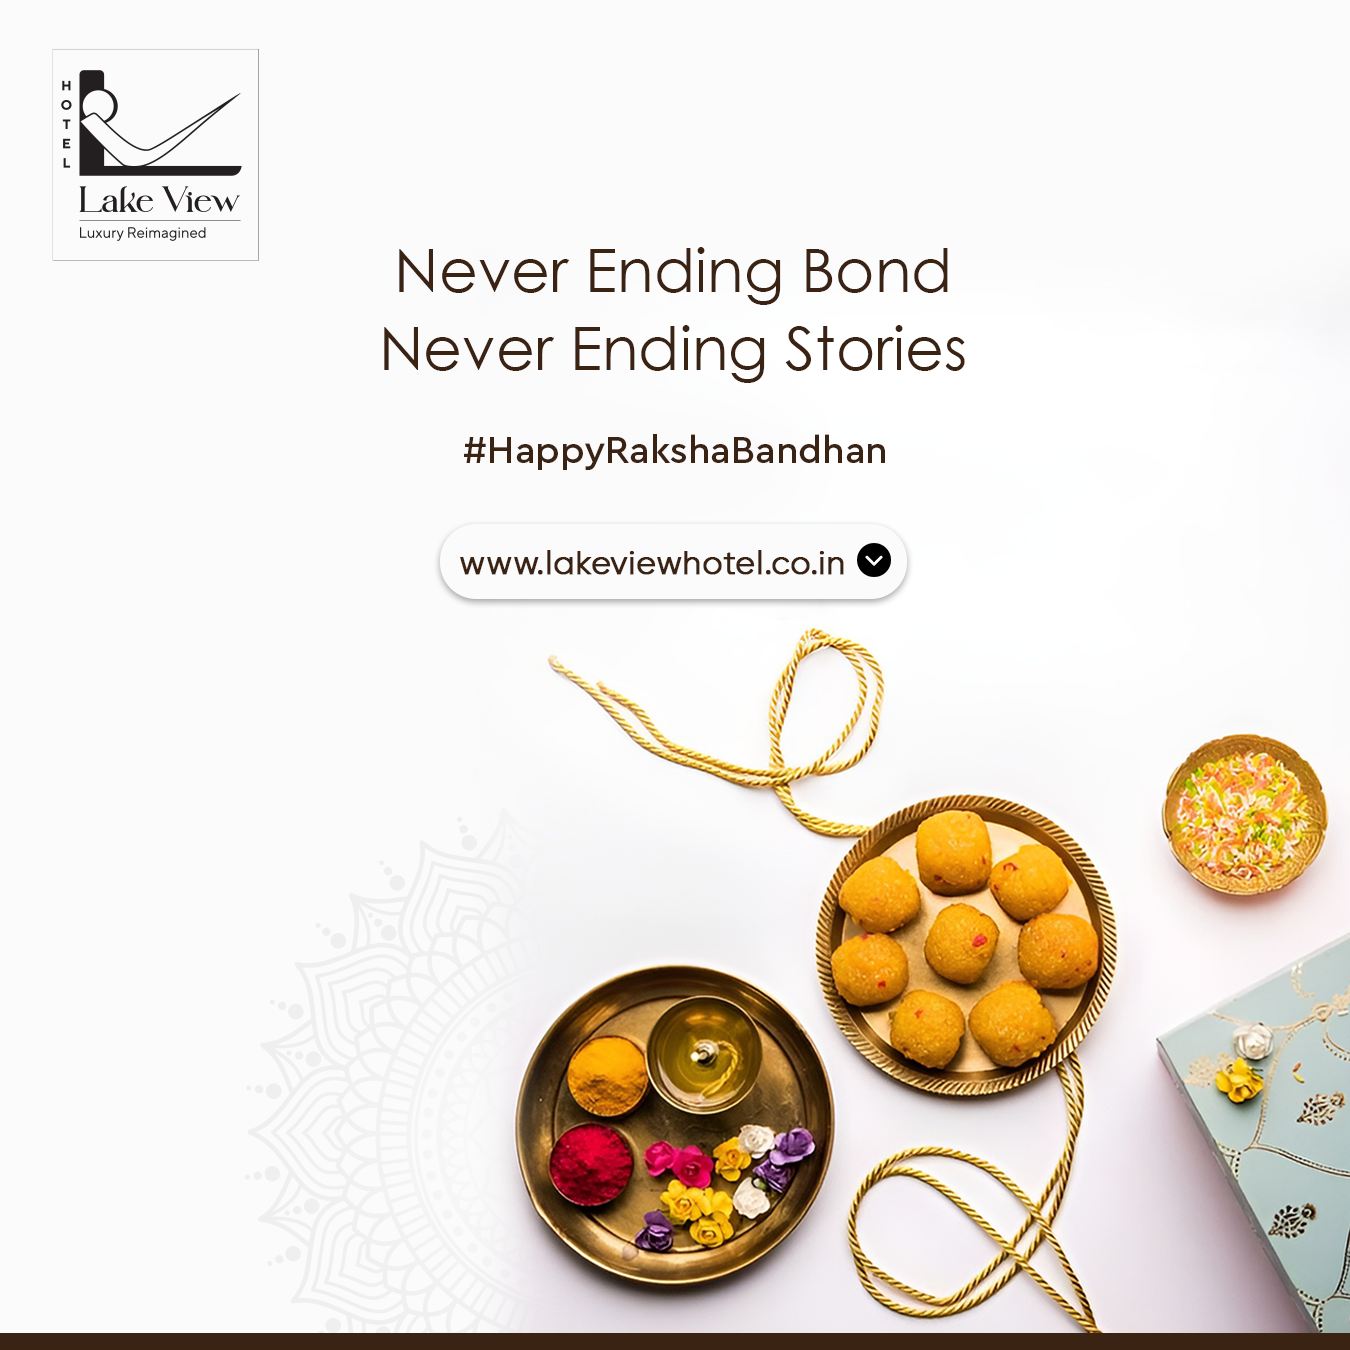 HOTEL
Lake View
Luxury Reimagined
Never Ending Bond
Never Ending Stories
#HappyRakshaBandhan
www.lakeviewhotel.co.in